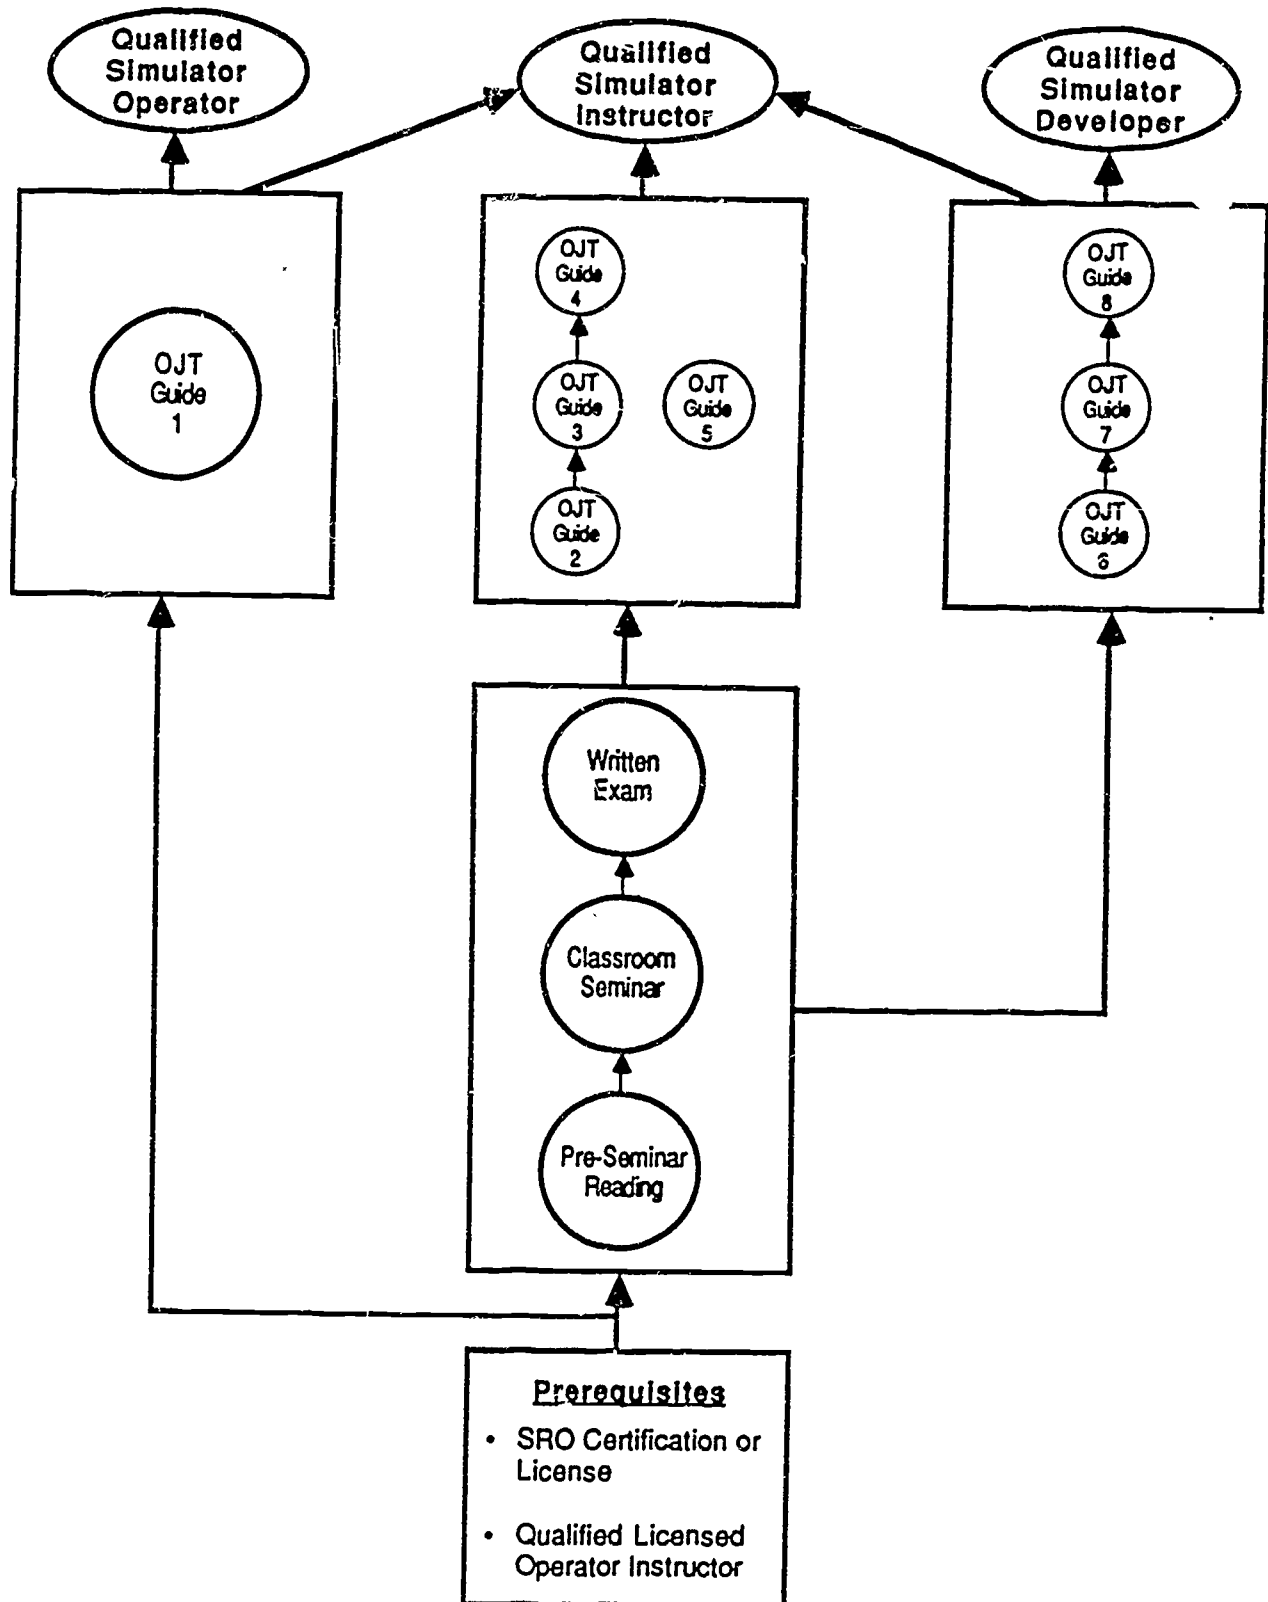 Qualified
Simulator
Operator
Qualified
Simulator
Instructor
Qualified
Simulator
Developer
OJT
Guide
1
OJT
Guide
4
OJT
Guide
3
OJT
Guide
2
OJT
Guide
5
OJT
Guide
8
OJT
Guide
7
OJT
Guide
6
Written
Exam
Classroom
Seminar
Pre-Seminar
Reading
Prerequisites
• SRO Certification or
License
• Qualified Licensed
Operator Instructor